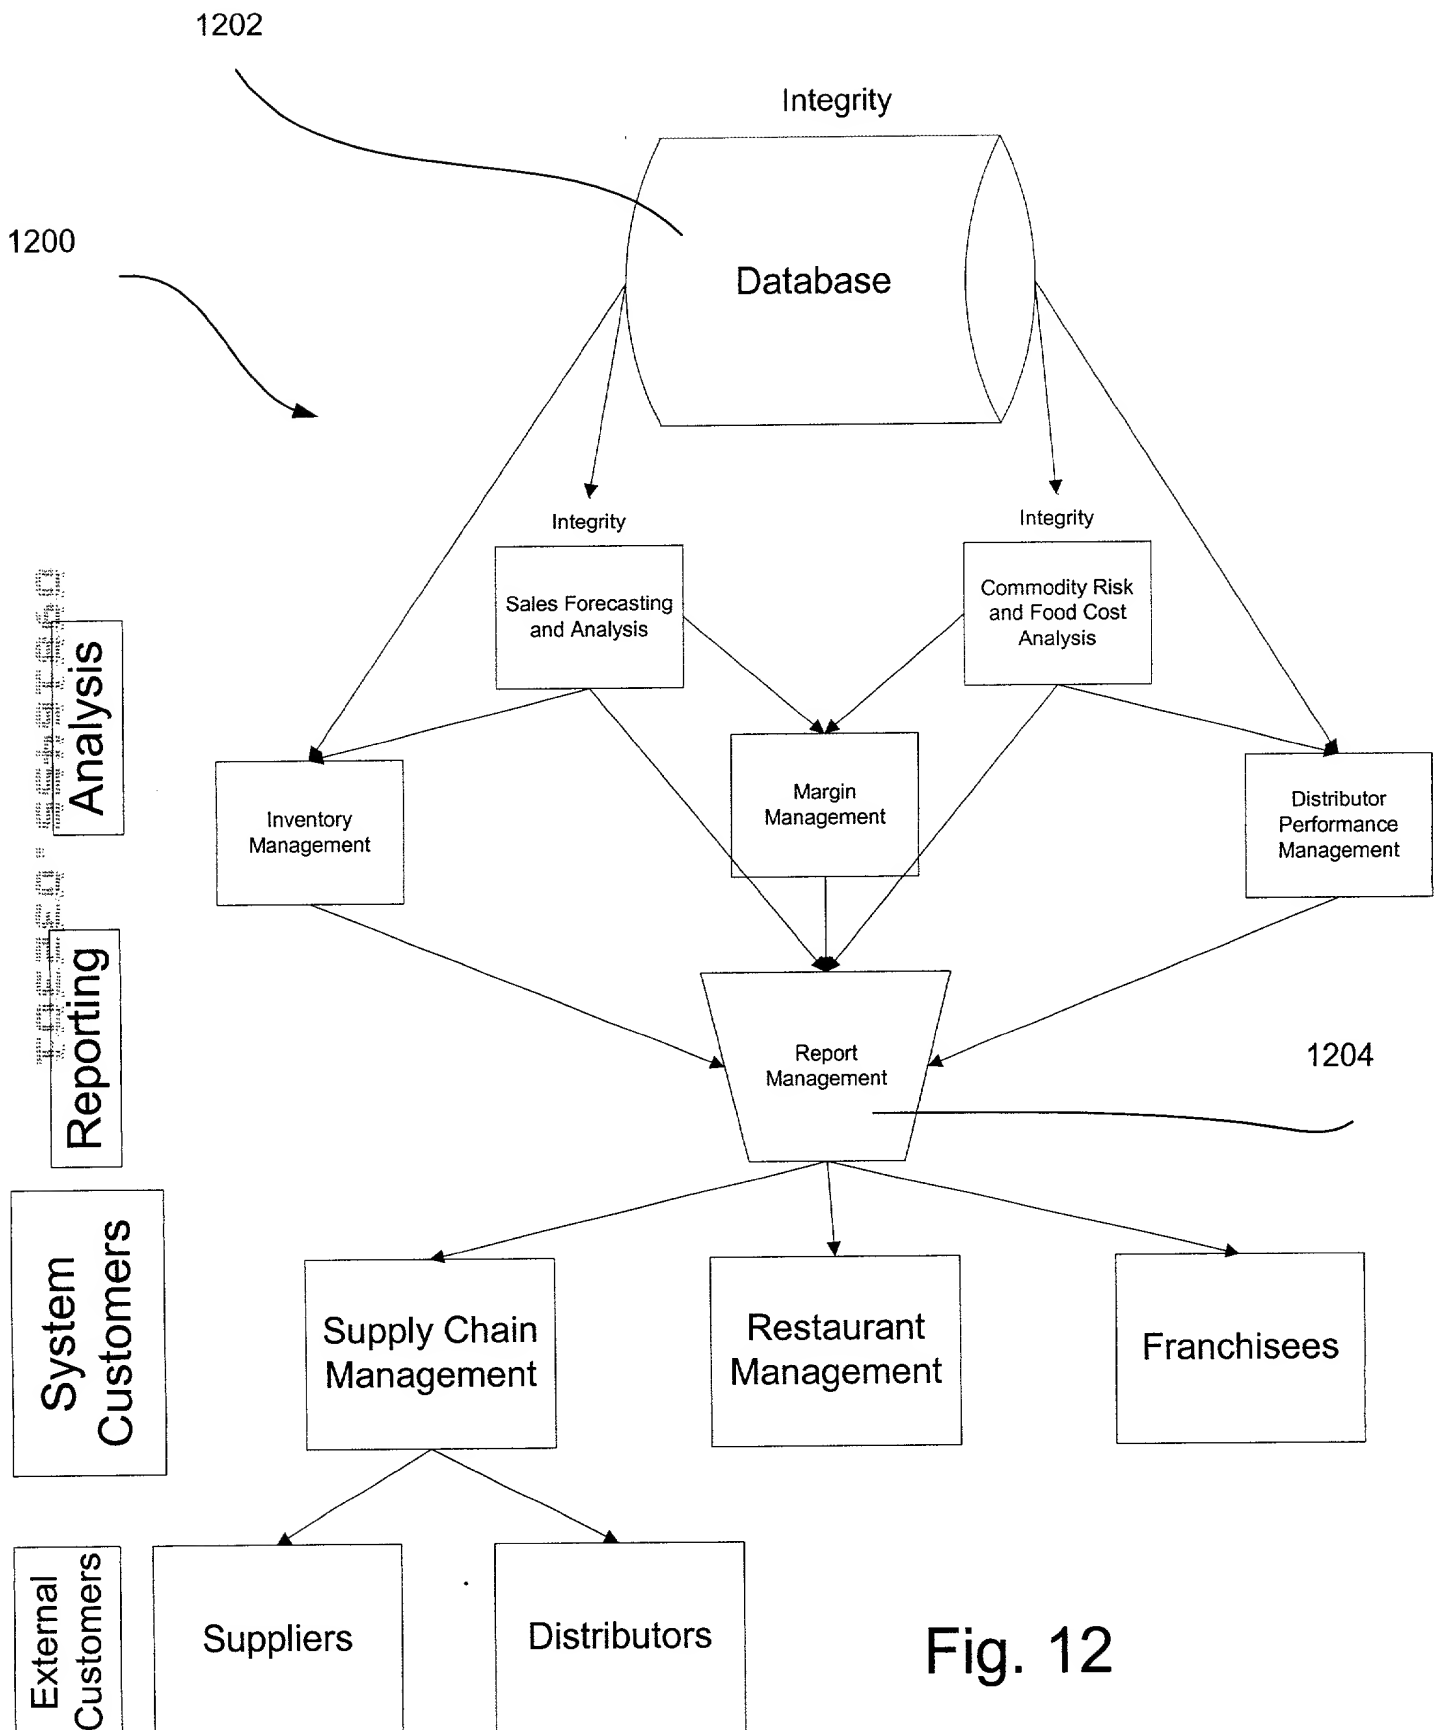 1202
Integrity
1200
Database
Integrity
Integrity
Sales Forecasting
and Analysis
Commodity Risk
and Food Cost
Analysis
Analysis
Inventory
Management
Margin
Management
Distributor
Performance
Management
Reporting
Report
Management
1204
System
Customers
Supply Chain
Management
Restaurant
Management
Franchisees
External
Customers
Suppliers
Distributors
Fig. 12